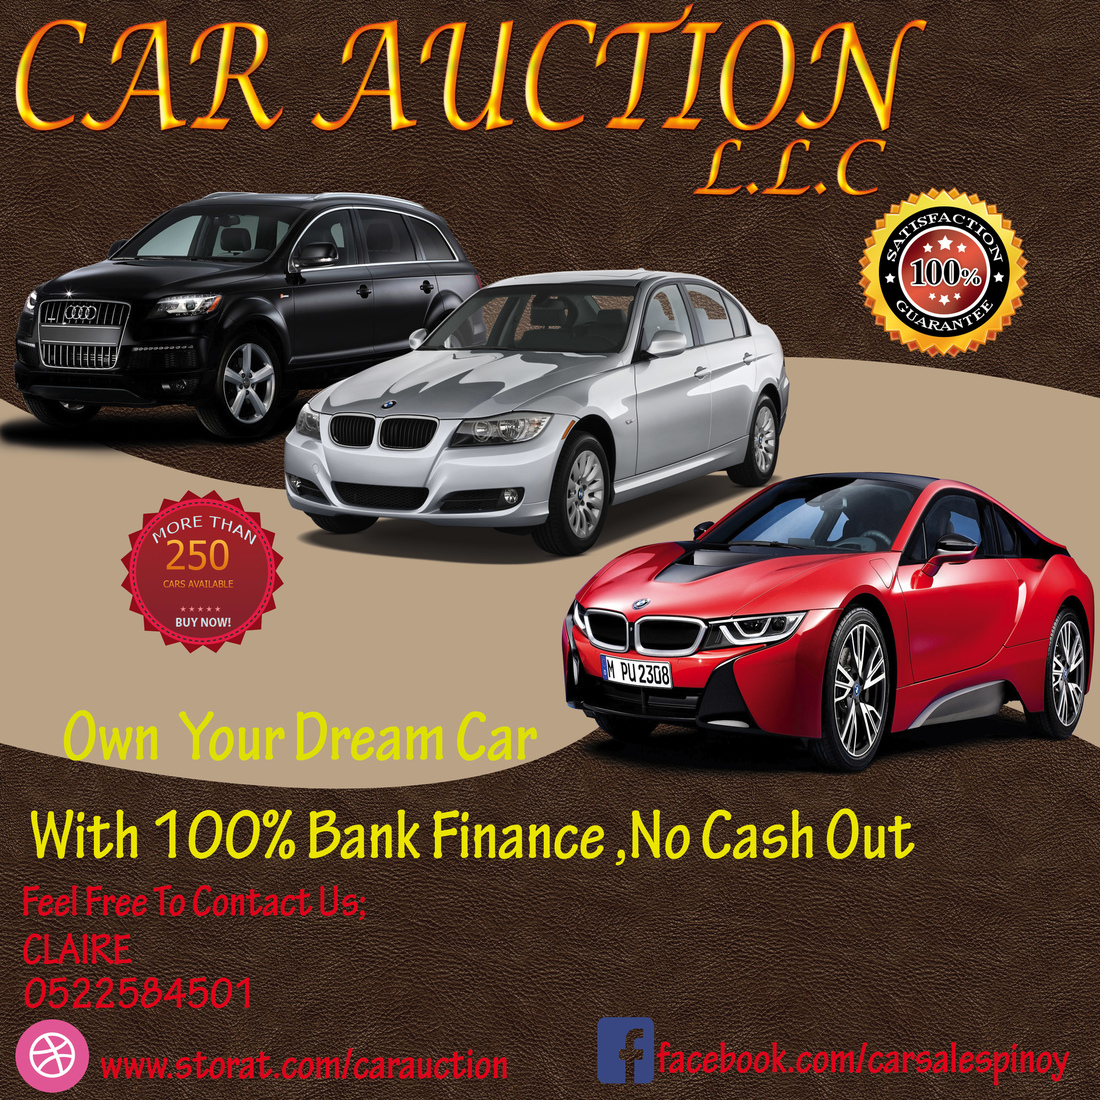 CAR AUCTION
L.L.C
SATISFACTION
100%
GUARANTEE
MORE THAN
250
CARS AVAILABLE
BUY NOW!
M PU 2308
Own Your Dream Car
With 100% Bank Finance ,No Cash Out
Feel Free To Contact Us;
CLAIRE
0522584501
www.storat.com/carauction
f facebook.com/carsalespinoy